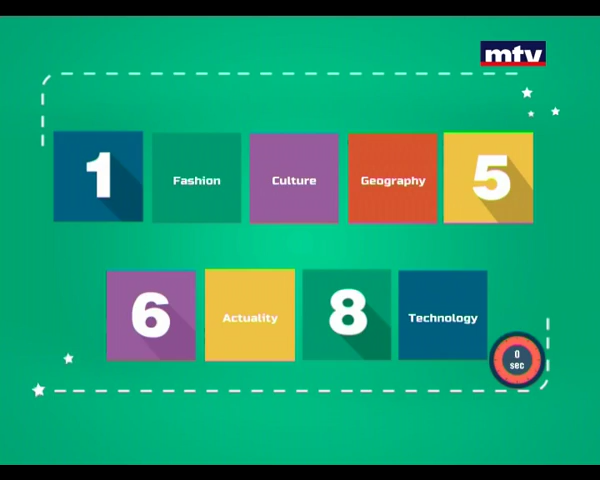 mtv
1
Fashion
Culture
Geography
5
6
Actuality
8
Technology
0
sec